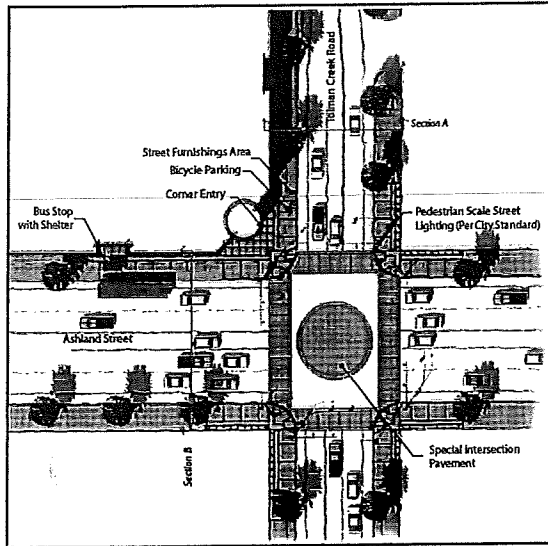 Tolman Creek Road
Section A
Street Furnishings Area
Bicycle Parking
Corner Entry
Bus Stop
with Shelter
Pedestrian Scale Street
Lighting (Per City Standard)
Ashland Street
Section B
Special Intersection
Pavement